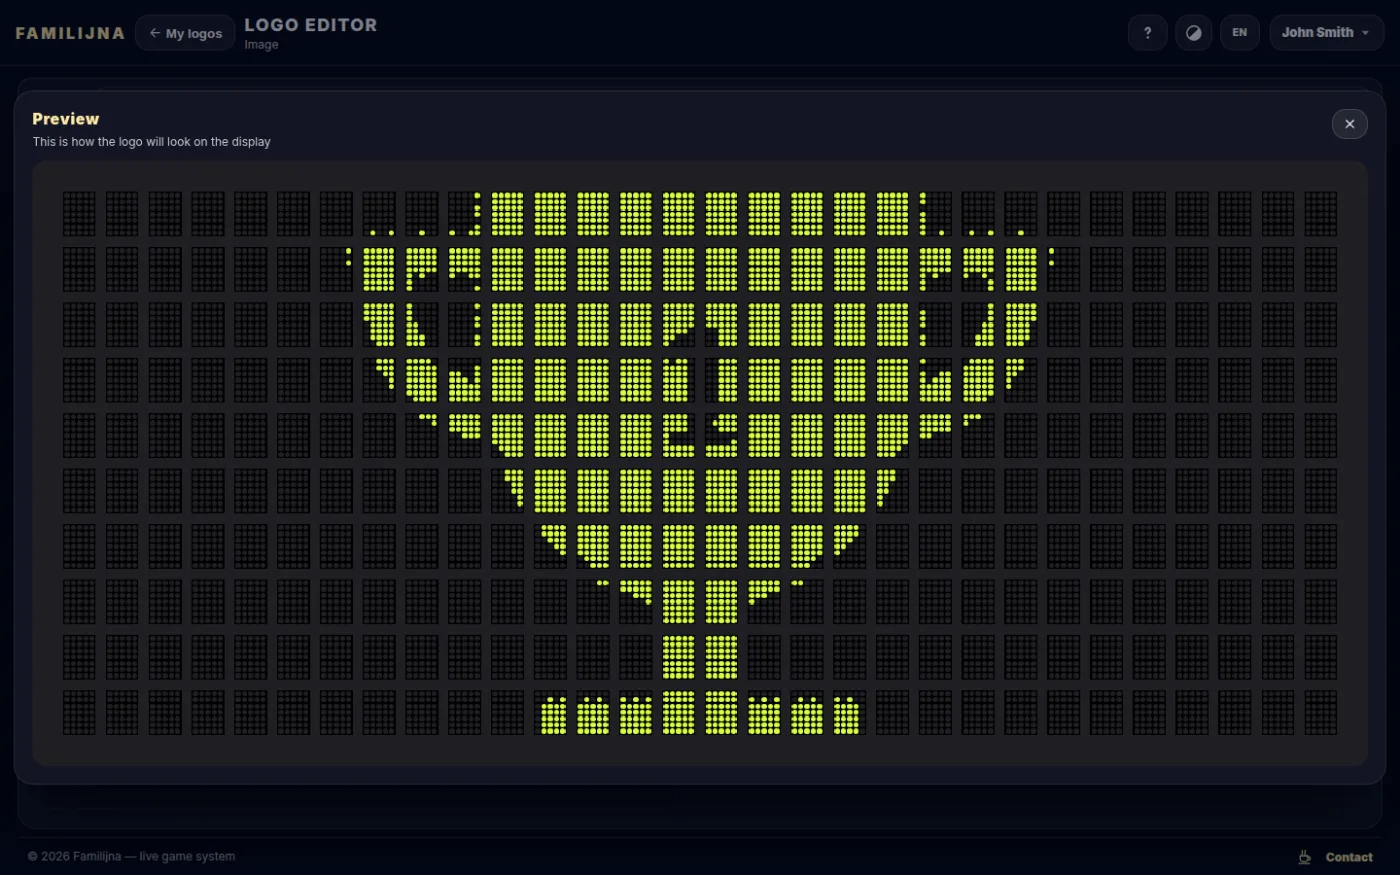 FAMILIJNA
← My logos
LOGO EDITOR
Image
?
EN
John Smith
Preview
This is how the logo will look on the display
© 2026 Familijna — live game system
Contact